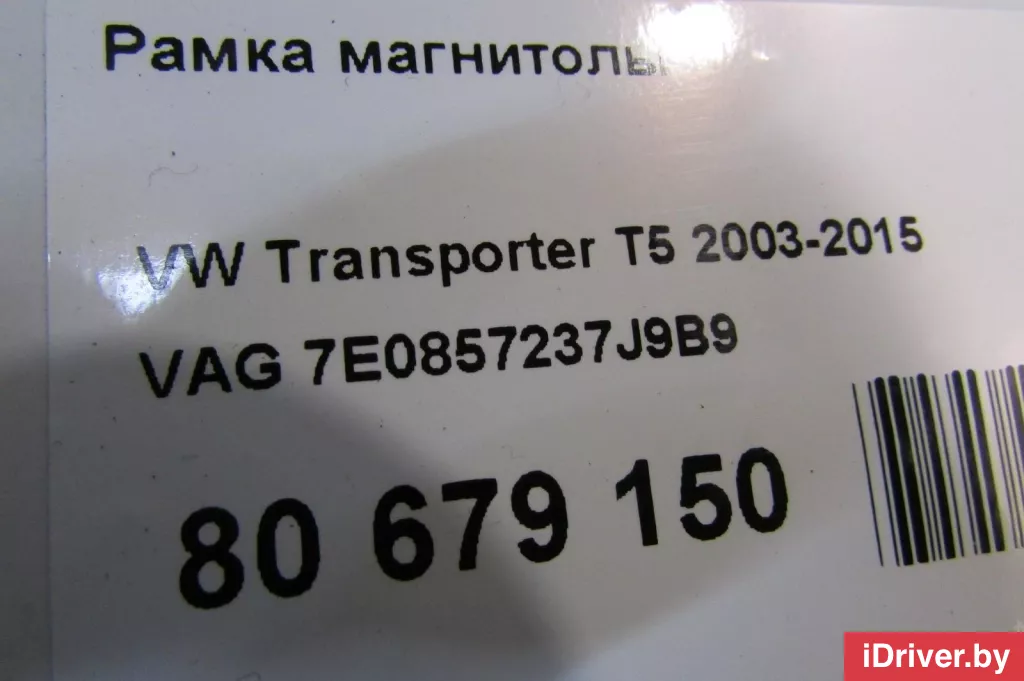 Рамка магнитолы
VW Transporter T5 2003-2015
VAG 7E0857237J9B9
80 679 150
iDriver.by